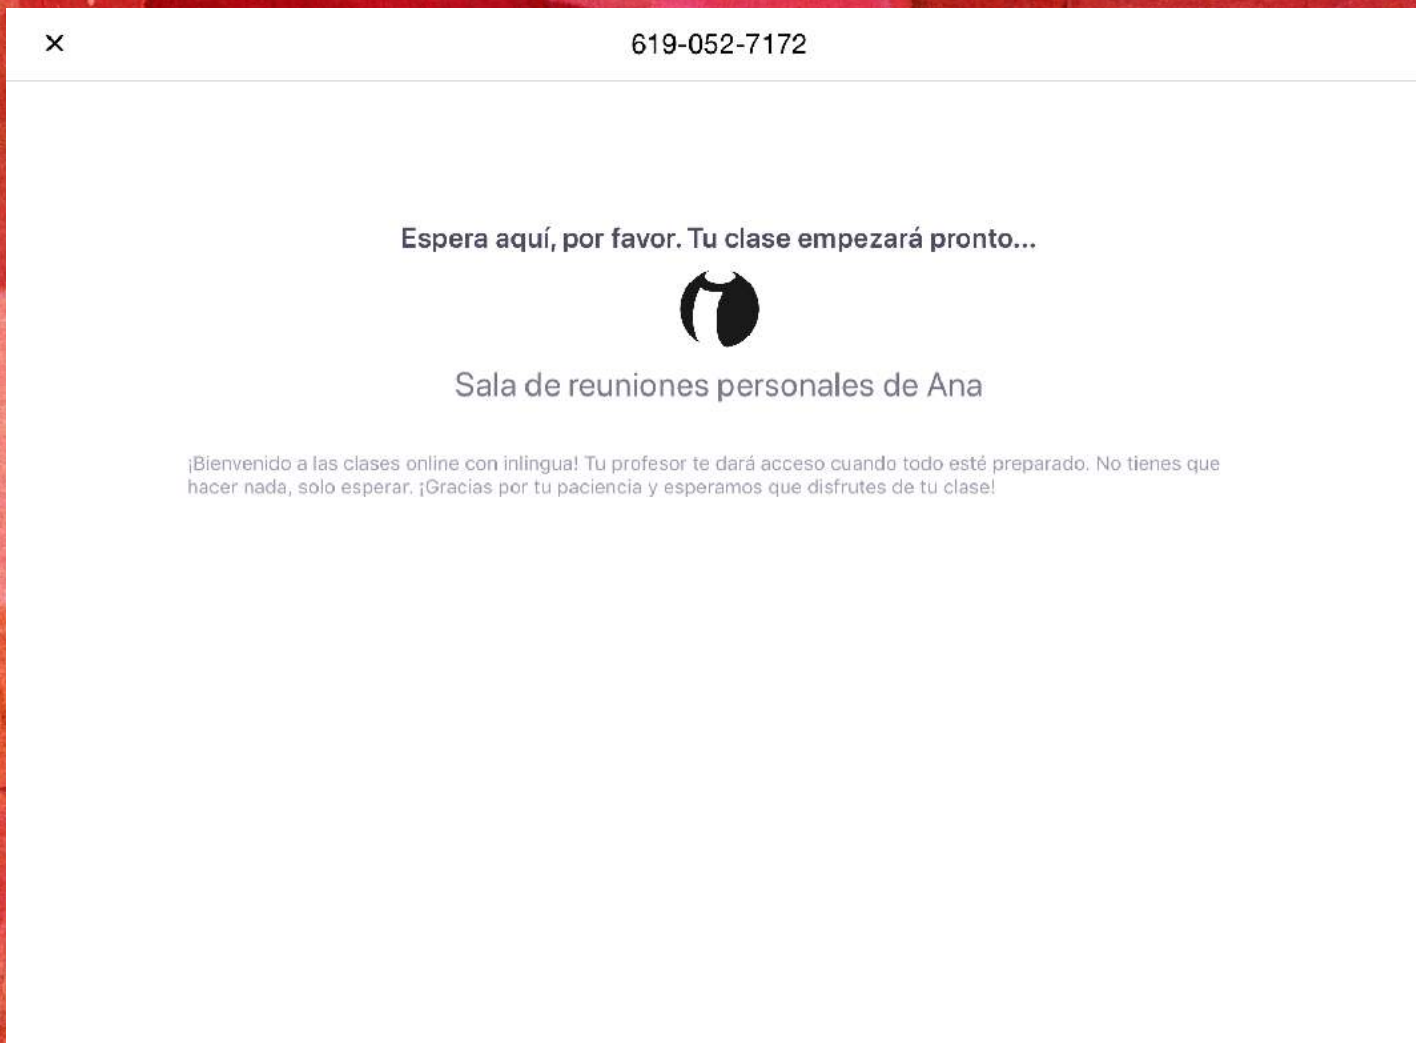 619-052-7172
Espera aquí, por favor. Tu clase empezará pronto...
Sala de reuniones personales de Ana
¡Bienvenido a las clases online con inlingua! Tu profesor te dará acceso cuando todo esté preparado. No tienes que
hacer nada, solo esperar. ¡Gracias por tu paciencia y esperamos que disfrutes de tu clase!